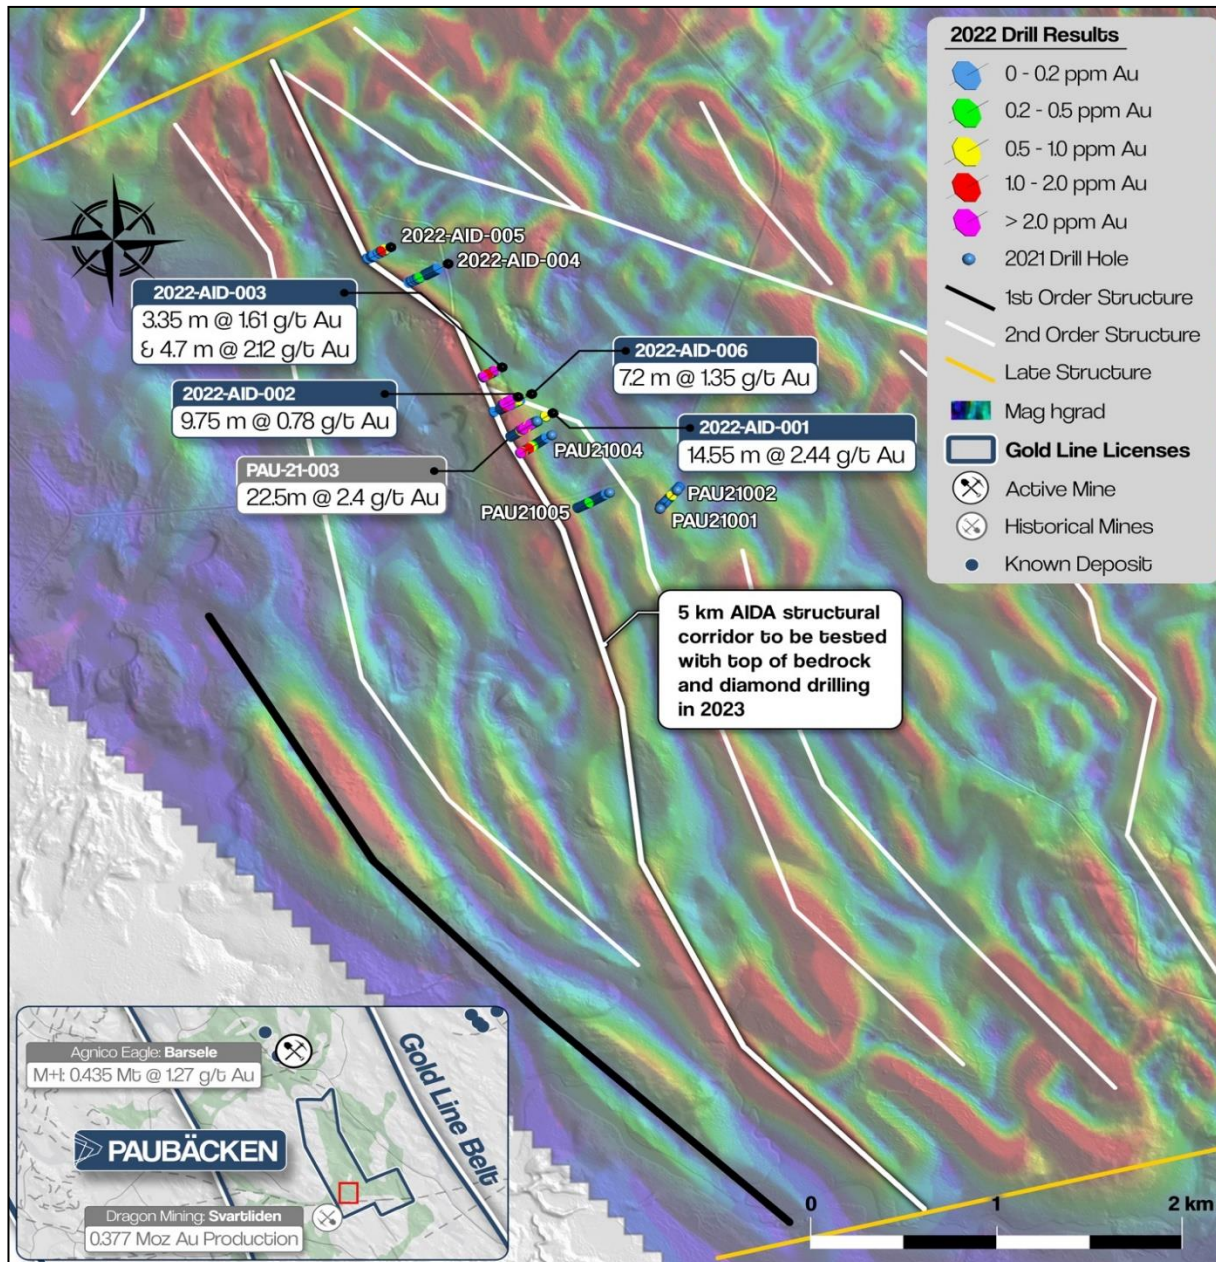 2022 Drill Results
0 - 0.2 ppm Au
0.2 - 0.5 ppm Au
0.5 - 1.0 ppm Au
1.0 - 2.0 ppm Au
> 2.0 ppm Au
2021 Drill Hole
1st Order Structure
2nd Order Structure
Late Structure
Mag hgrad
Gold Line Licenses
Active Mine
Historical Mines
Known Deposit
2022-AID-005
2022-AID-004
2022-AID-003
3.35 m @ 1.61 g/t Au
& 4.7 m @ 2.12 g/t Au
2022-AID-006
7.2 m @ 1.35 g/t Au
2022-AID-002
9.75 m @ 0.78 g/t Au
2022-AID-001
14.55 m @ 2.44 g/t Au
PAU-21-003
22.5m @ 2.4 g/t Au
PAU21004
PAU21005
PAU21002
PAU21001
5 km AIDA structural
corridor to be tested
with top of bedrock
and diamond drilling
in 2023
Agnico Eagle: Barsele
M+I: 0.435 Mt @ 1.27 g/t Au
PAUBÄCKEN
Gold Line Belt
Dragon Mining: Svartliden
0.377 Moz Au Production
0 1 2 km